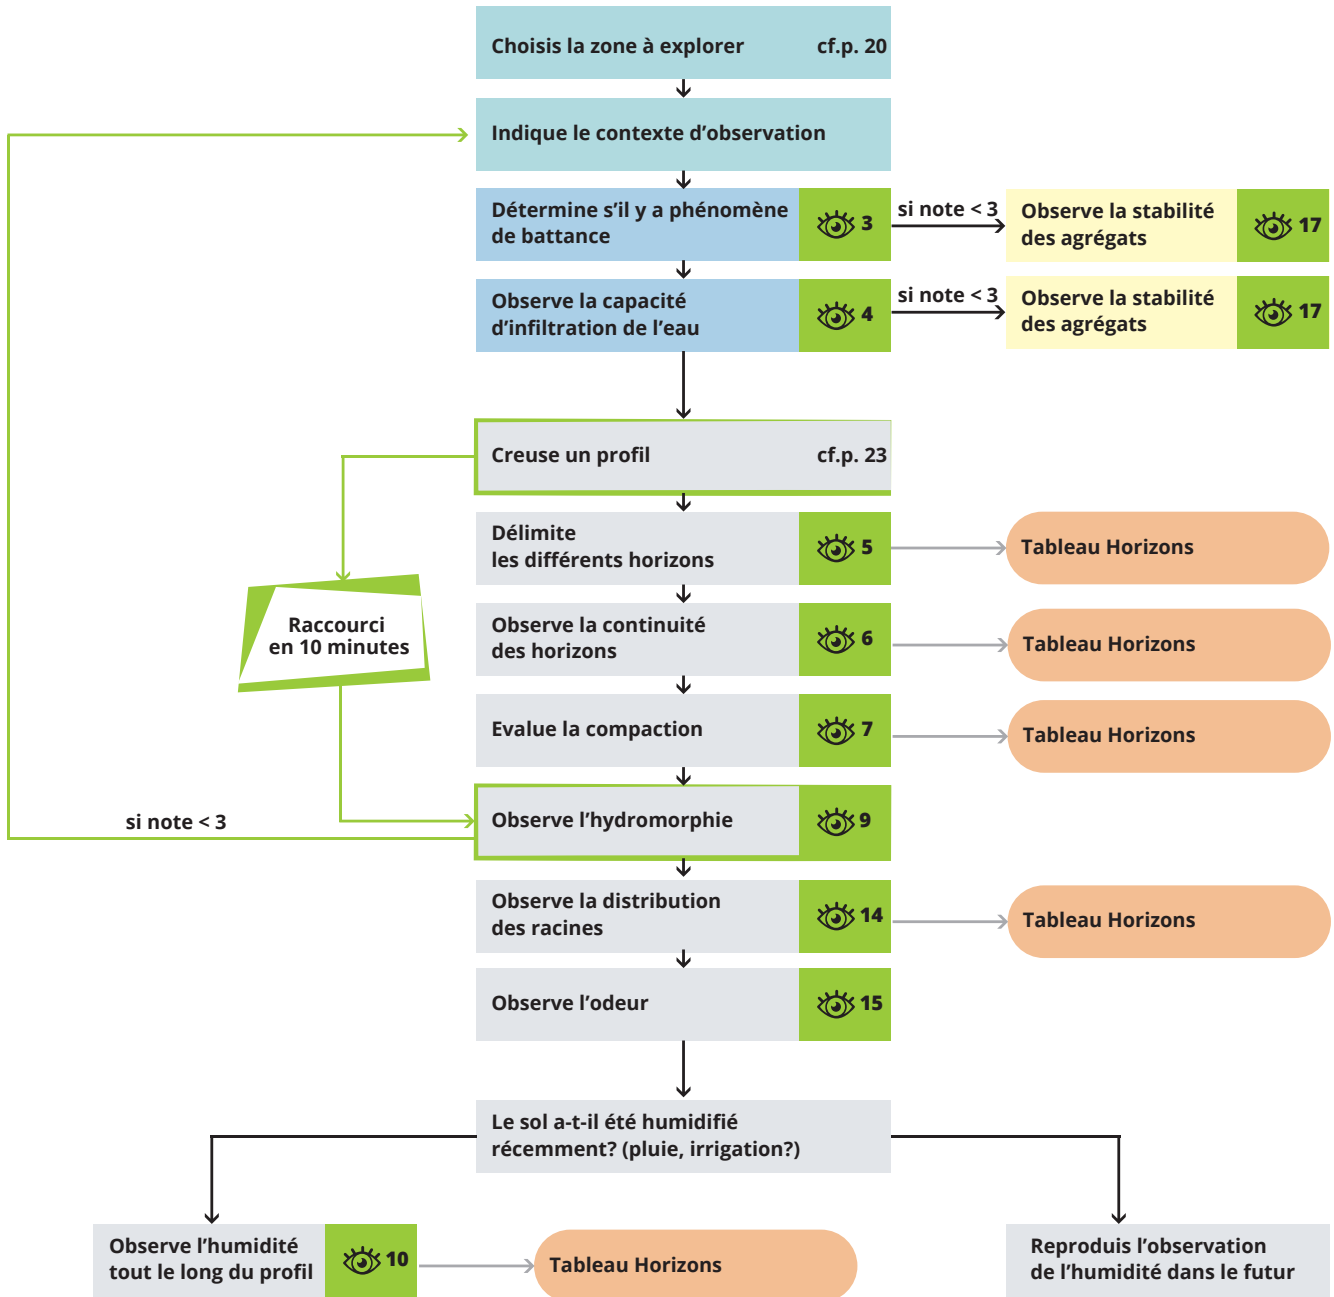 Choisis la zone à explorer cf.p. 20
Indique le contexte d'observation
Détermine s'il y a phénomène
de battance
3
si note < 3
Observe la stabilité
des agrégats
17
Observe la capacité
d'infiltration de l'eau
4
si note < 3
Observe la stabilité
des agrégats
17
Creuse un profil cf.p. 23
Délimite
les différents horizons
5
Tableau Horizons
Raccourci
en 10 minutes
Observe la continuité
des horizons
6
Tableau Horizons
Evalue la compaction
7
Tableau Horizons
si note < 3
Observe l'hydromorphie
9
Observe la distribution
des racines
14
Tableau Horizons
Observe l'odeur
15
Le sol a-t-il été humidifié
récemment? (pluie, irrigation?)
Observe l'humidité
tout le long du profil
10
Tableau Horizons
Reproduis l'observation
de l'humidité dans le futur